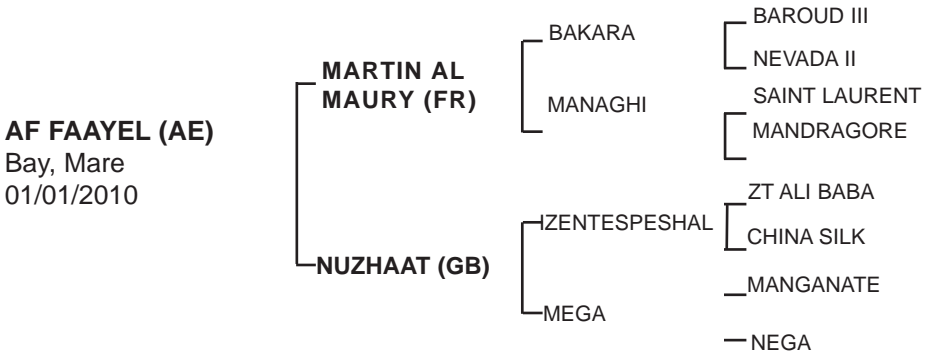 AF FAAYEL (AE)
Bay, Mare
01/01/2010
MARTIN AL
MAURY (FR)
NUZHAAT (GB)
BAKARA
MANAGHI
IZENTESPESHAL
MEGA
BAROUD III
NEVADA II
SAINT LAURENT
MANDRAGORE
ZT ALI BABA
CHINA SILK
MANGANATE
NEGA